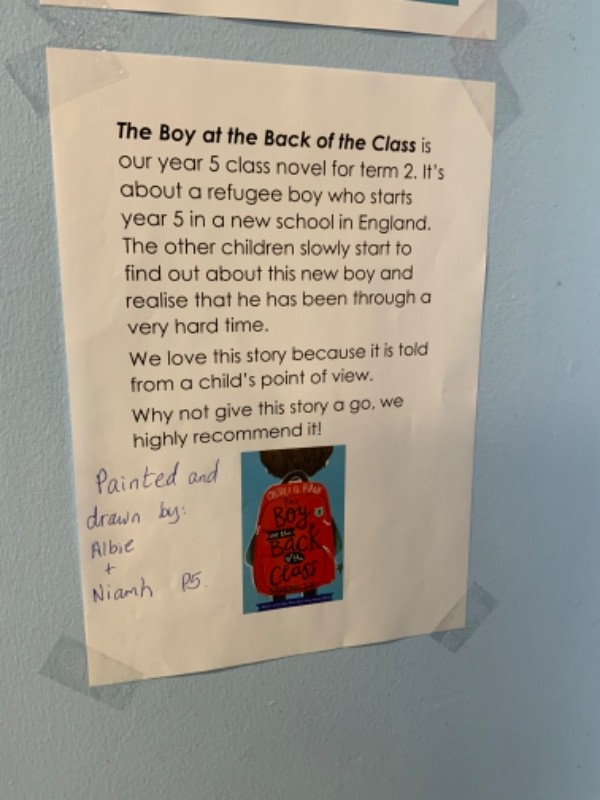 The Boy at the Back of the Class is
our year 5 class novel for term 2. It's
about a refugee boy who starts
year 5 in a new school in England.
The other children slowly start to
find out about this new boy and
realise that he has been through a
very hard time.
We love this story because it is told
from a child's point of view.
Why not give this story a go, we
highly recommend it!
Painted and
drawn by:
Albie
+
Niamh P5.
The
Boy
at the
Back
of the
Class